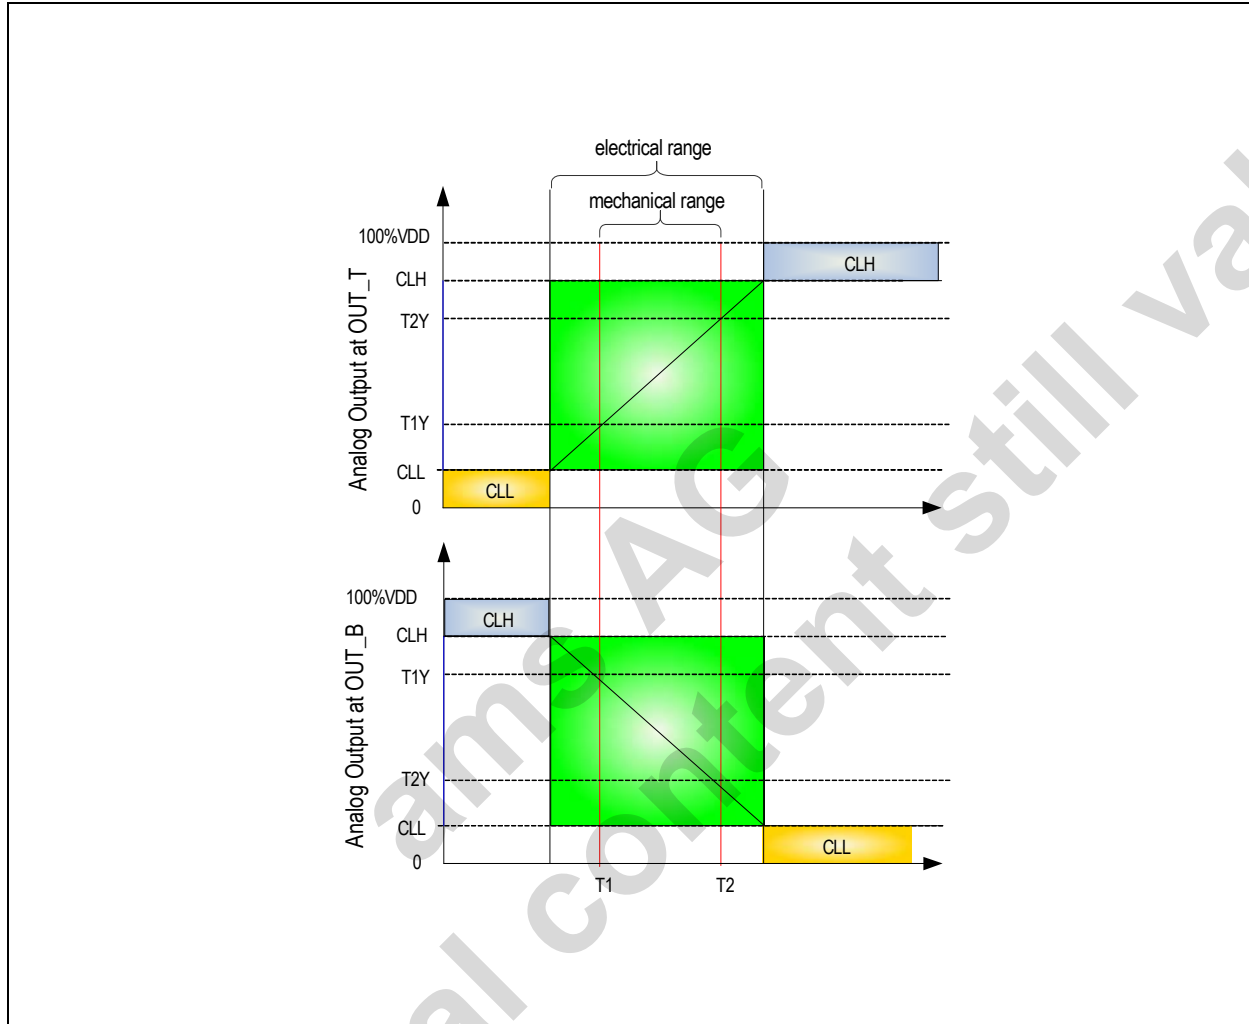 electrical range
mechanical range
Analog Output at OUT_T
100%VDD
CLH
CLH
T2Y
T1Y
CLL
CLL
0
Analog Output at OUT_B
100%VDD
CLH
CLH
T1Y
T2Y
CLL
CLL
0
T1
T2
ams AG
al content still val